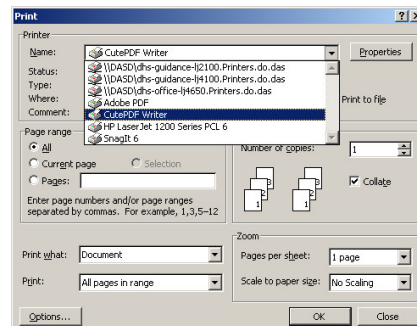 Print
Printer
Name: CutePDF Writer Properties
Status: \\DASD\dhs-guidance-lj2100.Printers.do.das
Type: \\DASD\dhs-guidance-lj4100.Printers.do.das
\\DASD\dhs-office-lj4650.Printers.do.das
Where: Adobe PDF Print to file
Comment: CutePDF Writer
HP LaserJet 1200 Series PCL 6
SnagIt 6
Page range
All
Current page Selection
Pages:
Enter page numbers and/or page ranges
separated by commas. For example, 1,3,5–12
Number of copies: 1
Collate
Print what: Document
Print: All pages in range
Zoom
Pages per sheet: 1 page
Scale to paper size: No Scaling
Options... OK Close